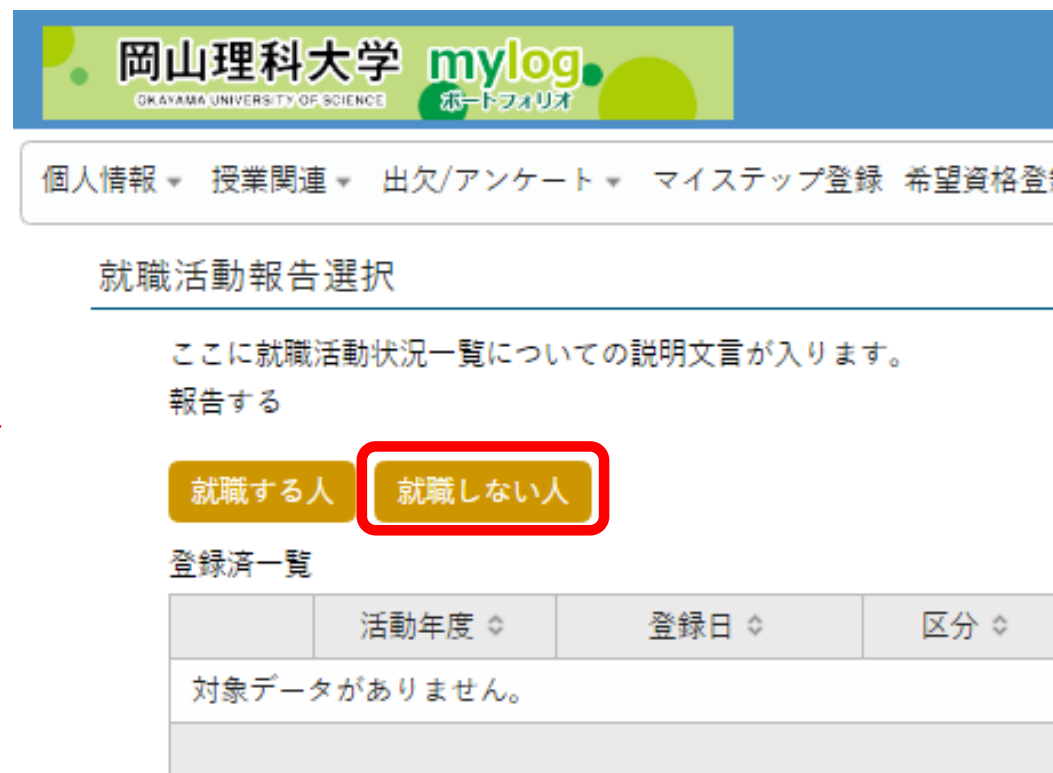 岡山理科大学 mylog
OKAYAMA UNIVERSITY OF SCIENCE ポートフォリオ
個人情報 授業関連 出欠/アンケート マイステップ登録 希望資格登
就職活動報告選択
ここに就職活動状況一覧についての説明文言が入ります。
報告する
就職する人 就職しない人
登録済一覧
活動年度 登録日 区分
対象データがありません。